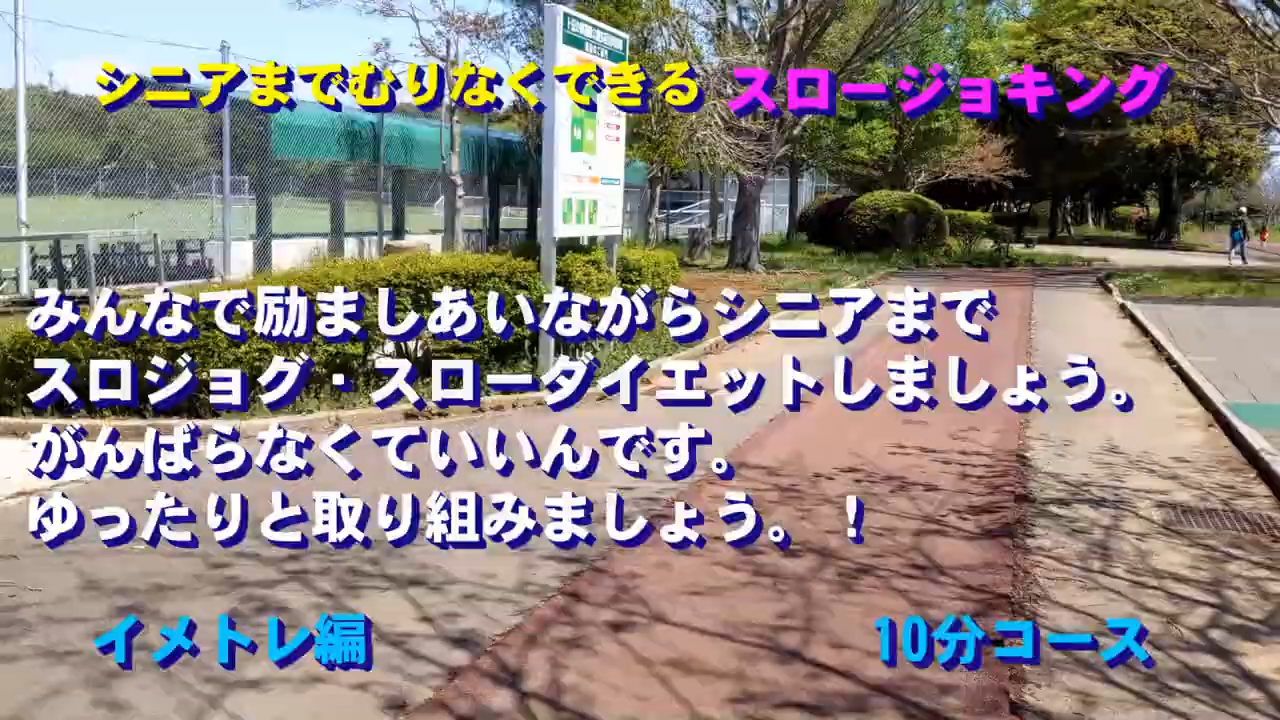 シニアまでむりなくできる スロージョキング
みんなで励ましあいながらシニアまで
スロジョグ・スローダイエットしましょう。
がんばらなくていいんです。
ゆったりと取り組みましょう。！
イメトレ編 10分コース